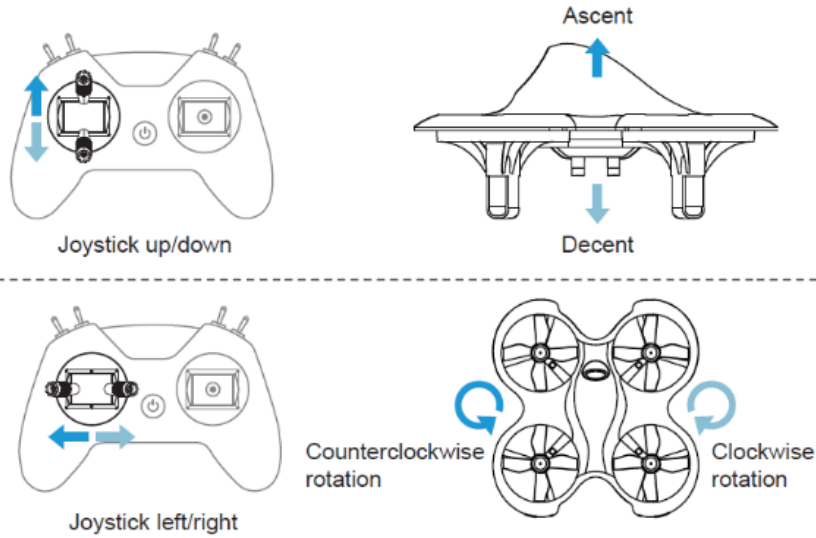 Ascent
Joystick up/down
Decent
Counterclockwise
rotation
Clockwise
rotation
Joystick left/right